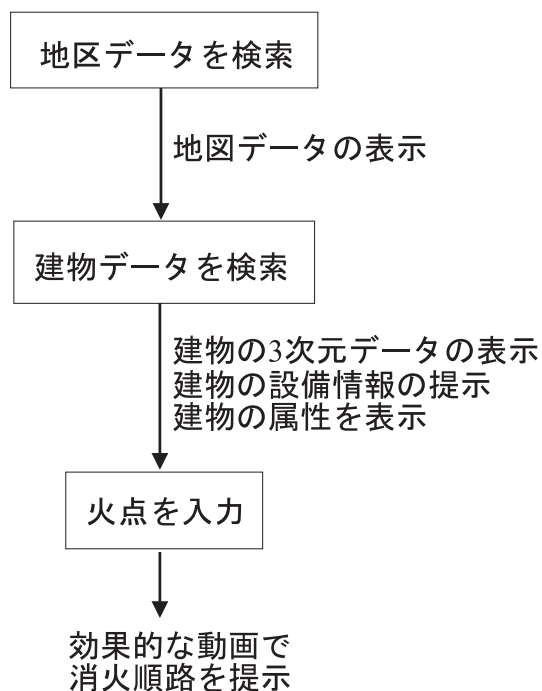 地区データを検索
地図データの表示
建物データを検索
建物の3次元データの表示
建物の設備情報の提示
建物の属性を表示
火点を入力
効果的な動画で
消火順路を提示